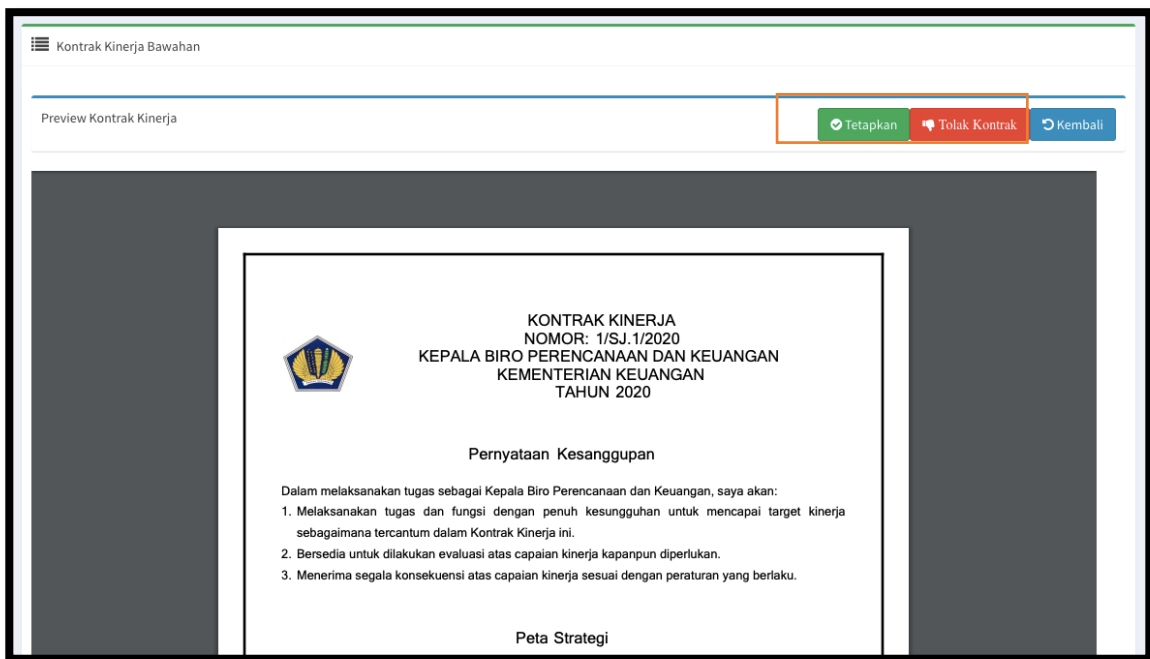 Kontrak Kinerja Bawahan
Preview Kontrak Kinerja
Tetapkan
Tolak Kontrak
Kembali
KONTRAK KINERJA
NOMOR: 1/SJ.1/2020
KEPALA BIRO PERENCANAAN DAN KEUANGAN
KEMENTERIAN KEUANGAN
TAHUN 2020
Pernyataan Kesanggupan
Dalam melaksanakan tugas sebagai Kepala Biro Perencanaan dan Keuangan, saya akan:
1. Melaksanakan tugas dan fungsi dengan penuh kesungguhan untuk mencapai target kinerja
sebagaimana tercantum dalam Kontrak Kinerja ini.
2. Bersedia untuk dilakukan evaluasi atas capaian kinerja kapanpun diperlukan.
3. Menerima segala konsekuensi atas capaian kinerja sesuai dengan peraturan yang berlaku.
Peta Strategi